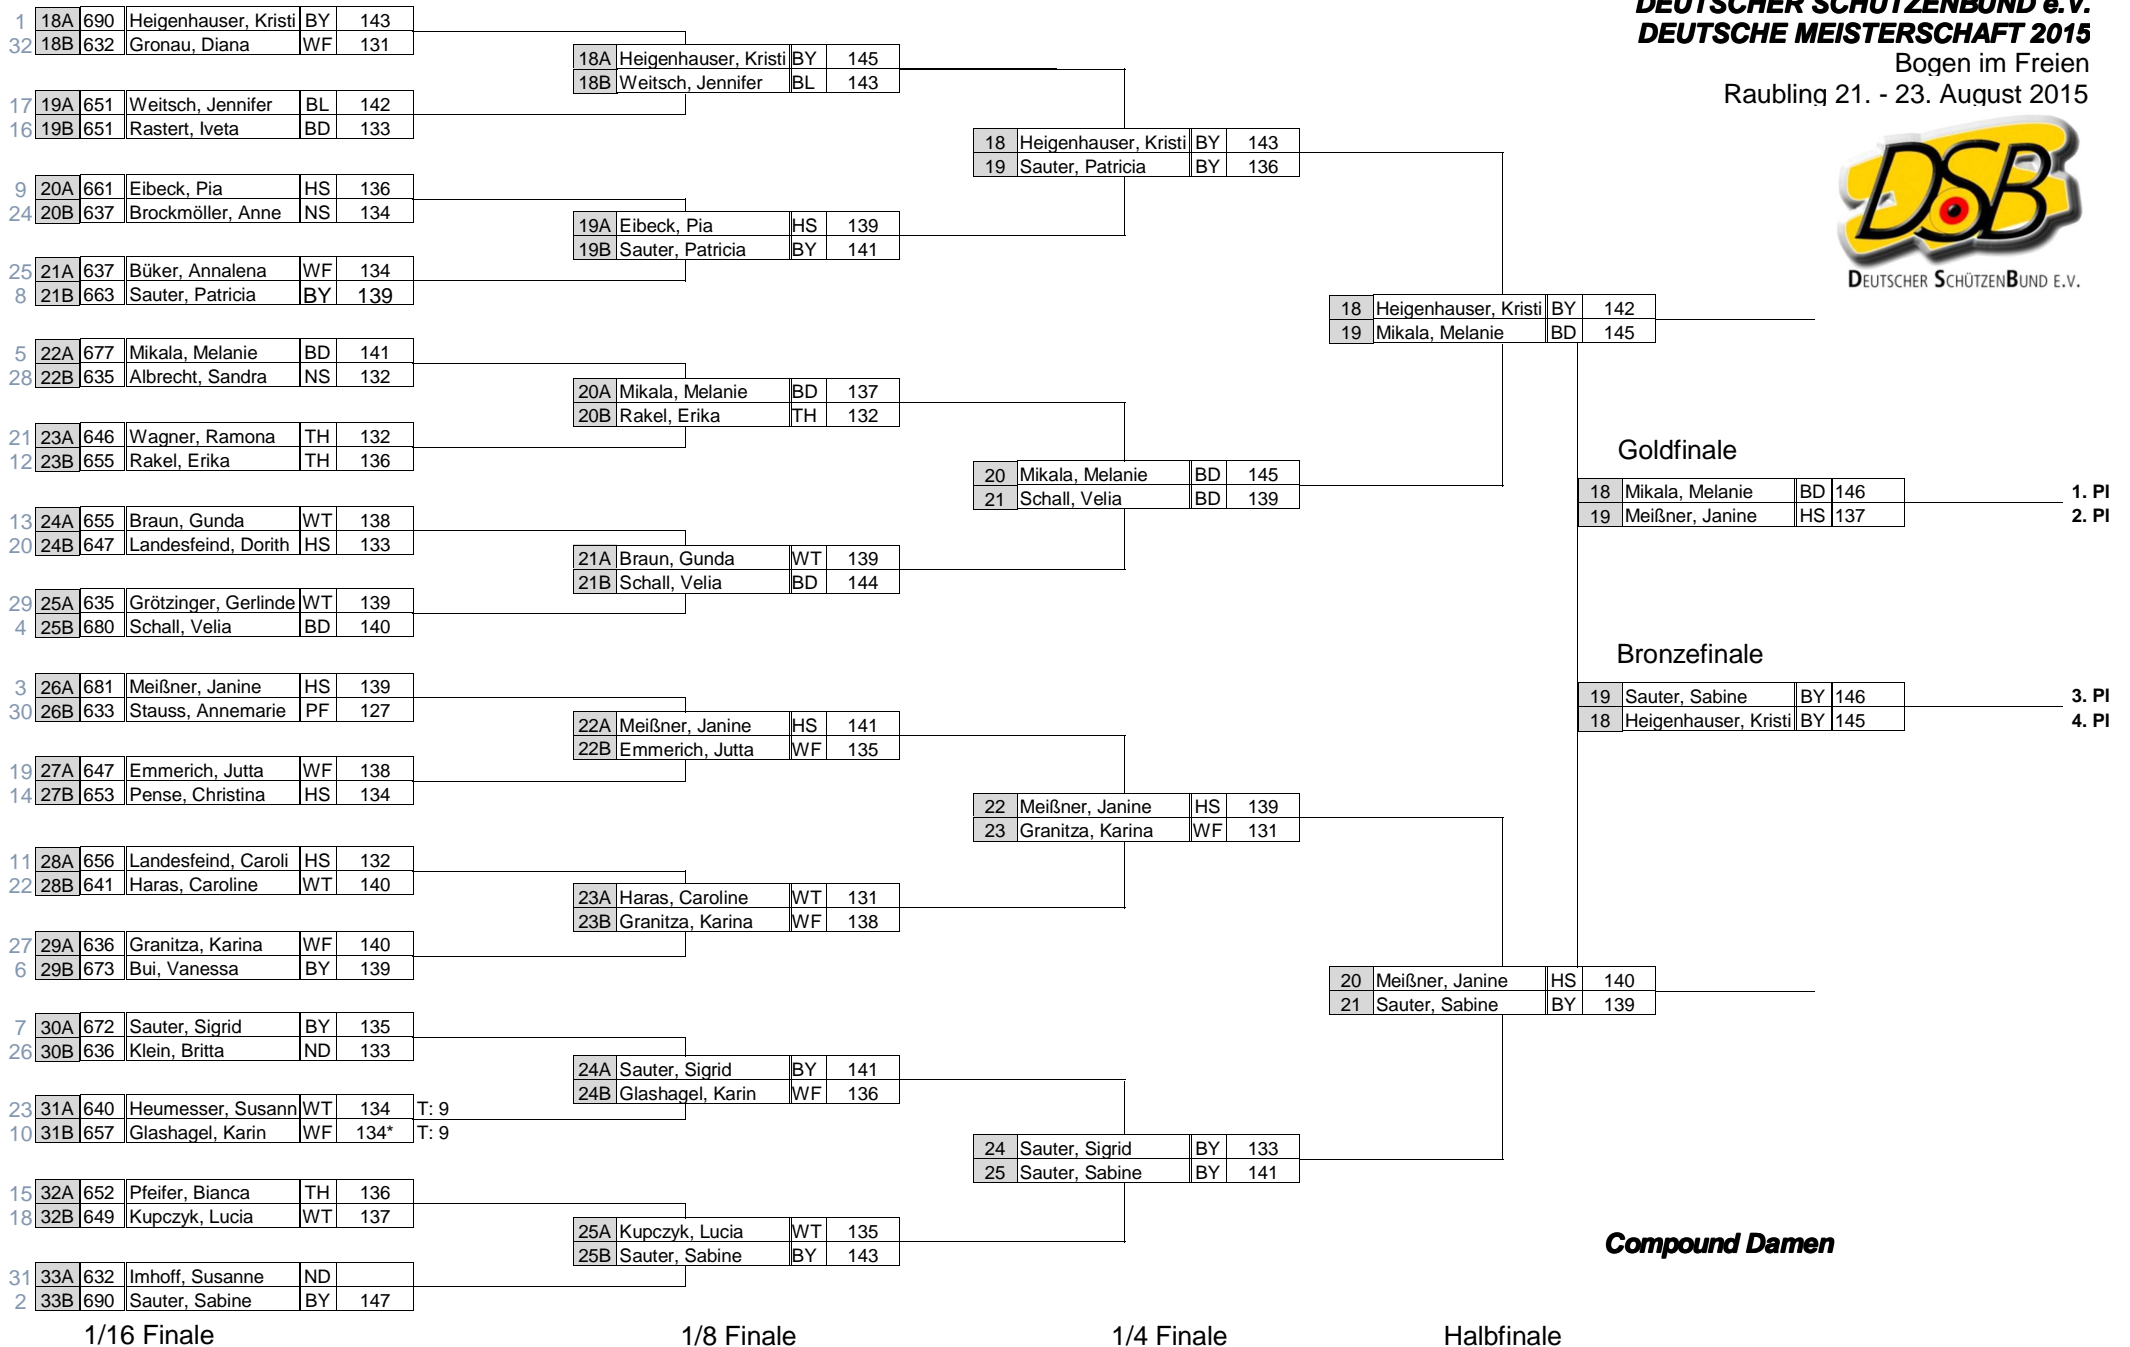 DEUTSCHER SCHÜTZENBUND e.V.
DEUTSCHE MEISTERSCHAFT 2015
Bogen im Freien
Raubling 21. - 23. August 2015
DSB
DEUTSCHER SCHÜTZENBUND E.V.
1 18A 690 Heigenhauser, Kristi BY 143
32 18B 632 Gronau, Diana WF 131
17 19A 651 Weitsch, Jennifer BL 142
16 19B 651 Rastert, Iveta BD 133
9 20A 661 Eibeck, Pia HS 136
24 20B 637 Brockmöller, Anne NS 134
25 21A 637 Büker, Annalena WF 134
8 21B 663 Sauter, Patricia BY 139
5 22A 677 Mikala, Melanie BD 141
28 22B 635 Albrecht, Sandra NS 132
21 23A 646 Wagner, Ramona TH 132
12 23B 655 Rakel, Erika TH 136
13 24A 655 Braun, Gunda WT 138
20 24B 647 Landesfeind, Dorith HS 133
29 25A 635 Grötzinger, Gerlinde WT 139
4 25B 680 Schall, Velia BD 140
3 26A 681 Meißner, Janine HS 139
30 26B 633 Stauss, Annemarie PF 127
19 27A 647 Emmerich, Jutta WF 138
14 27B 653 Pense, Christina HS 134
11 28A 656 Landesfeind, Caroli HS 132
22 28B 641 Haras, Caroline WT 140
27 29A 636 Granitza, Karina WF 140
6 29B 673 Bui, Vanessa BY 139
7 30A 672 Sauter, Sigrid BY 135
26 30B 636 Klein, Britta ND 133
23 31A 640 Heumesser, Susann WT 134 T: 9
10 31B 657 Glashagel, Karin WF 134* T: 9
15 32A 652 Pfeifer, Bianca TH 136
18 32B 649 Kupczyk, Lucia WT 137
31 33A 632 Imhoff, Susanne ND
2 33B 690 Sauter, Sabine BY 147
1/16 Finale
18A Heigenhauser, Kristi BY 145
18B Weitsch, Jennifer BL 143
19A Eibeck, Pia HS 139
19B Sauter, Patricia BY 141
20A Mikala, Melanie BD 137
20B Rakel, Erika TH 132
21A Braun, Gunda WT 139
21B Schall, Velia BD 144
22A Meißner, Janine HS 141
22B Emmerich, Jutta WF 135
23A Haras, Caroline WT 131
23B Granitza, Karina WF 138
24A Sauter, Sigrid BY 141
24B Glashagel, Karin WF 136
25A Kupczyk, Lucia WT 135
25B Sauter, Sabine BY 143
1/8 Finale
18 Heigenhauser, Kristi BY 143
19 Sauter, Patricia BY 136
20 Mikala, Melanie BD 145
21 Schall, Velia BD 139
22 Meißner, Janine HS 139
23 Granitza, Karina WF 131
24 Sauter, Sigrid BY 133
25 Sauter, Sabine BY 141
1/4 Finale
18 Heigenhauser, Kristi BY 142
19 Mikala, Melanie BD 145
20 Meißner, Janine HS 140
21 Sauter, Sabine BY 139
Halbfinale
Goldfinale
18 Mikala, Melanie BD 146 1. Pl
19 Meißner, Janine HS 137 2. Pl
Bronzefinale
19 Sauter, Sabine BY 146 3. Pl
18 Heigenhauser, Kristi BY 145 4. Pl
Compound Damen